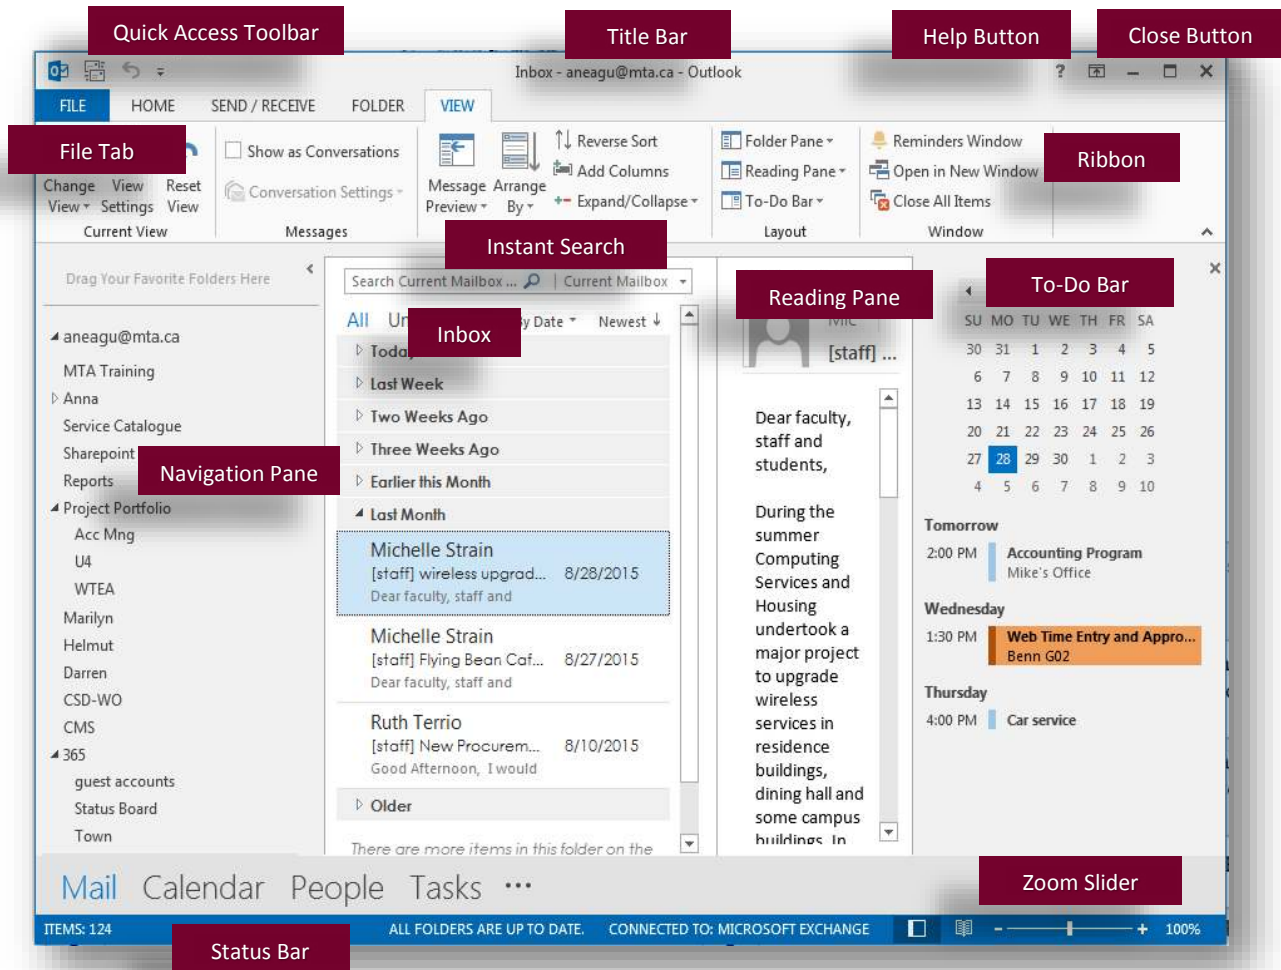 Quick Access Toolbar
Title Bar
Help Button
Close Button
Inbox - aneagu@mta.ca - Outlook
?
FILE HOME SEND / RECEIVE FOLDER VIEW
File Tab
Ribbon
Change View
View Settings
Reset View
Current View
Show as Conversations
Conversation Settings
Messages
Message Preview
Arrange By
Reverse Sort
Add Columns
Expand/Collapse
Folder Pane
Reading Pane
To-Do Bar
Layout
Reminders Window
Open in New Window
Close All Items
Window
Instant Search
Drag Your Favorite Folders Here
aneagu@mta.ca
MTA Training
Anna
Service Catalogue
Sharepoint
Reports
Navigation Pane
Project Portfolio
Acc Mng
U4
WTEA
Marilyn
Helmut
Darren
CSD-WO
CMS
365
guest accounts
Status Board
Town
Search Current Mailbox ... Current Mailbox
All Un By Date Newest
Inbox
Today
Last Week
Two Weeks Ago
Three Weeks Ago
Earlier this Month
Last Month
Michelle Strain
[staff] wireless upgrad... 8/28/2015
Dear faculty, staff and
Michelle Strain
[staff] Flying Bean Caf... 8/27/2015
Dear faculty, staff and
Ruth Terrio
[staff] New Procurem... 8/10/2015
Good Afternoon, I would
Older
There are more items in this folder on the
Reading Pane
Mic
[staff] ...
Dear faculty,
staff and
students,
During the
summer
Computing
Services and
Housing
undertook a
major project
to upgrade
wireless
services in
residence
buildings,
dining hall and
some campus
buildings. In
To-Do Bar
SU MO TU WE TH FR SA
30 31 1 2 3 4 5
6 7 8 9 10 11 12
13 14 15 16 17 18 19
20 21 22 23 24 25 26
27 28 29 30 1 2 3
4 5 6 7 8 9 10
Tomorrow
2:00 PM Accounting Program
Mike's Office
Wednesday
1:30 PM Web Time Entry and Appro...
Benn G02
Thursday
4:00 PM Car service
Mail Calendar People Tasks ...
Zoom Slider
ITEMS: 124 ALL FOLDERS ARE UP TO DATE. CONNECTED TO: MICROSOFT EXCHANGE - + 100%
Status Bar